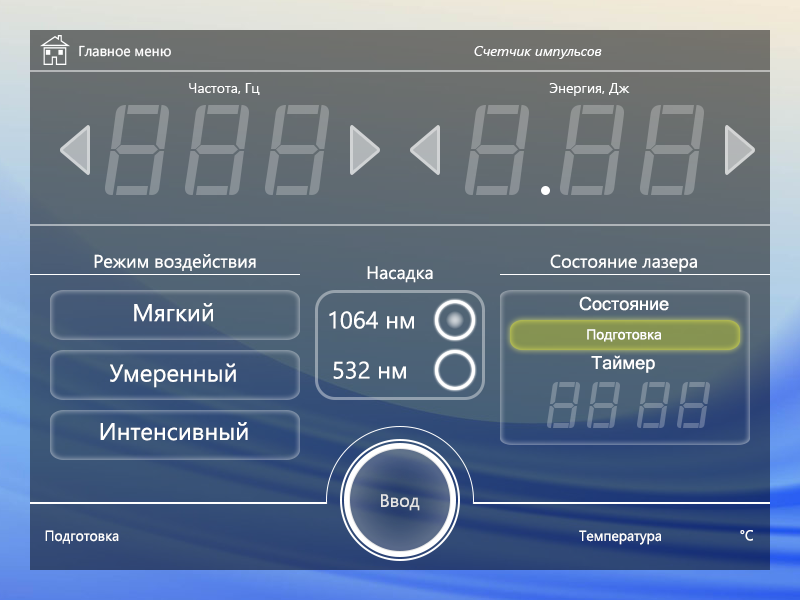 Главное меню
Счетчик импульсов
Частота, Гц
Энергия, Дж
Режим воздействия
Мягкий
Умеренный
Интенсивный
Насадка
1064 нм
532 нм
Состояние лазера
Состояние
Подготовка
Таймер
Ввод
Подготовка
Температура °C